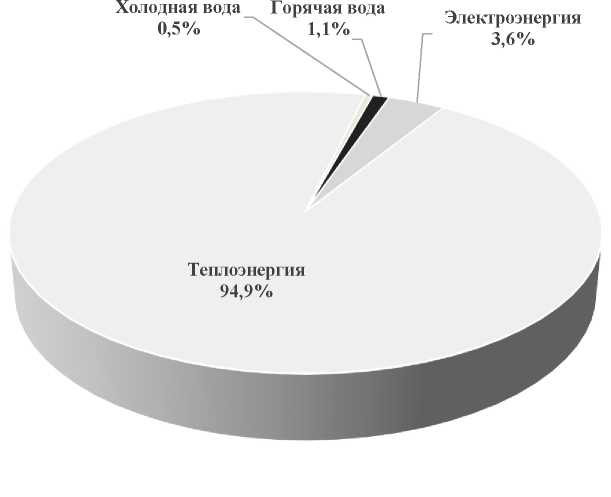 Холодная вода
0,5%
Горячая вода
1,1%
Электроэнергия
3,6%
Теплоэнергия
94,9%